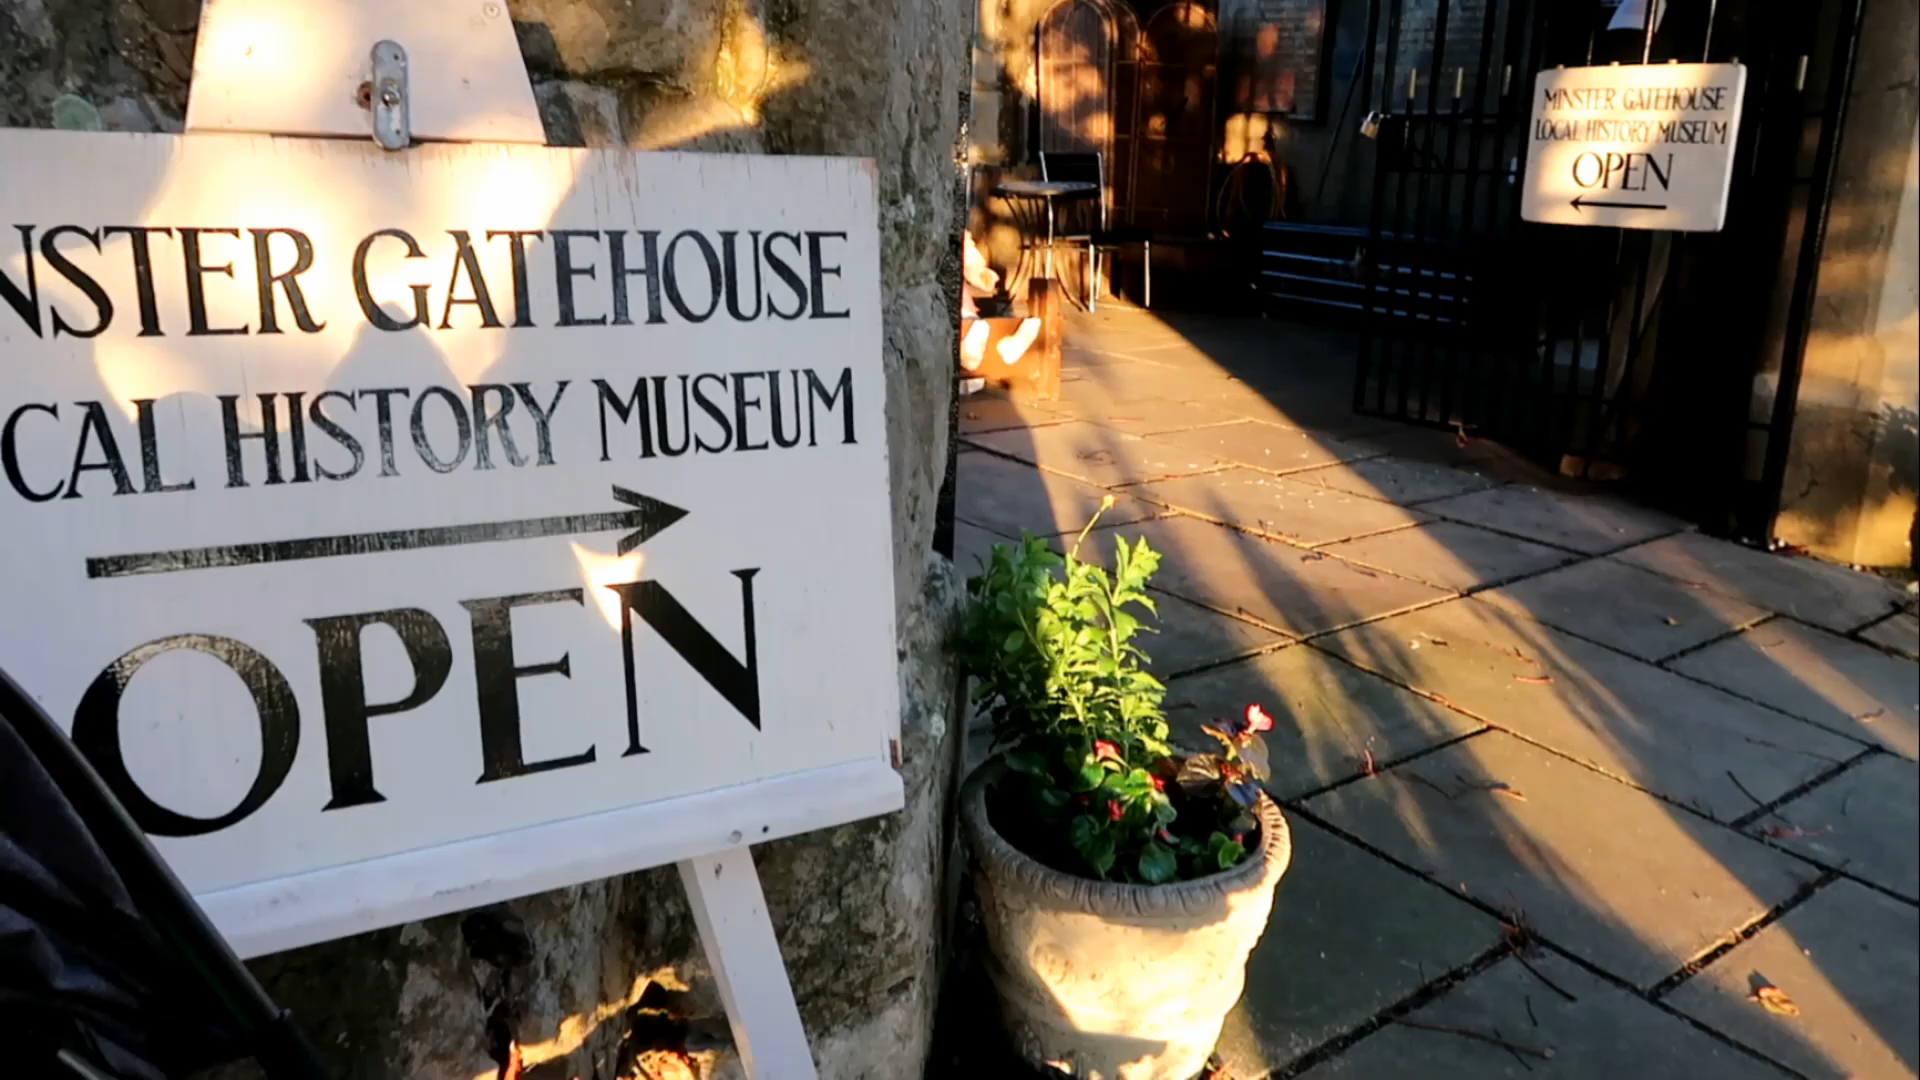 NSTER GATEHOUSE
CAL HISTORY MUSEUM
OPEN
MINSTER GATEHOUSE
LOCAL HISTORY MUSEUM
OPEN